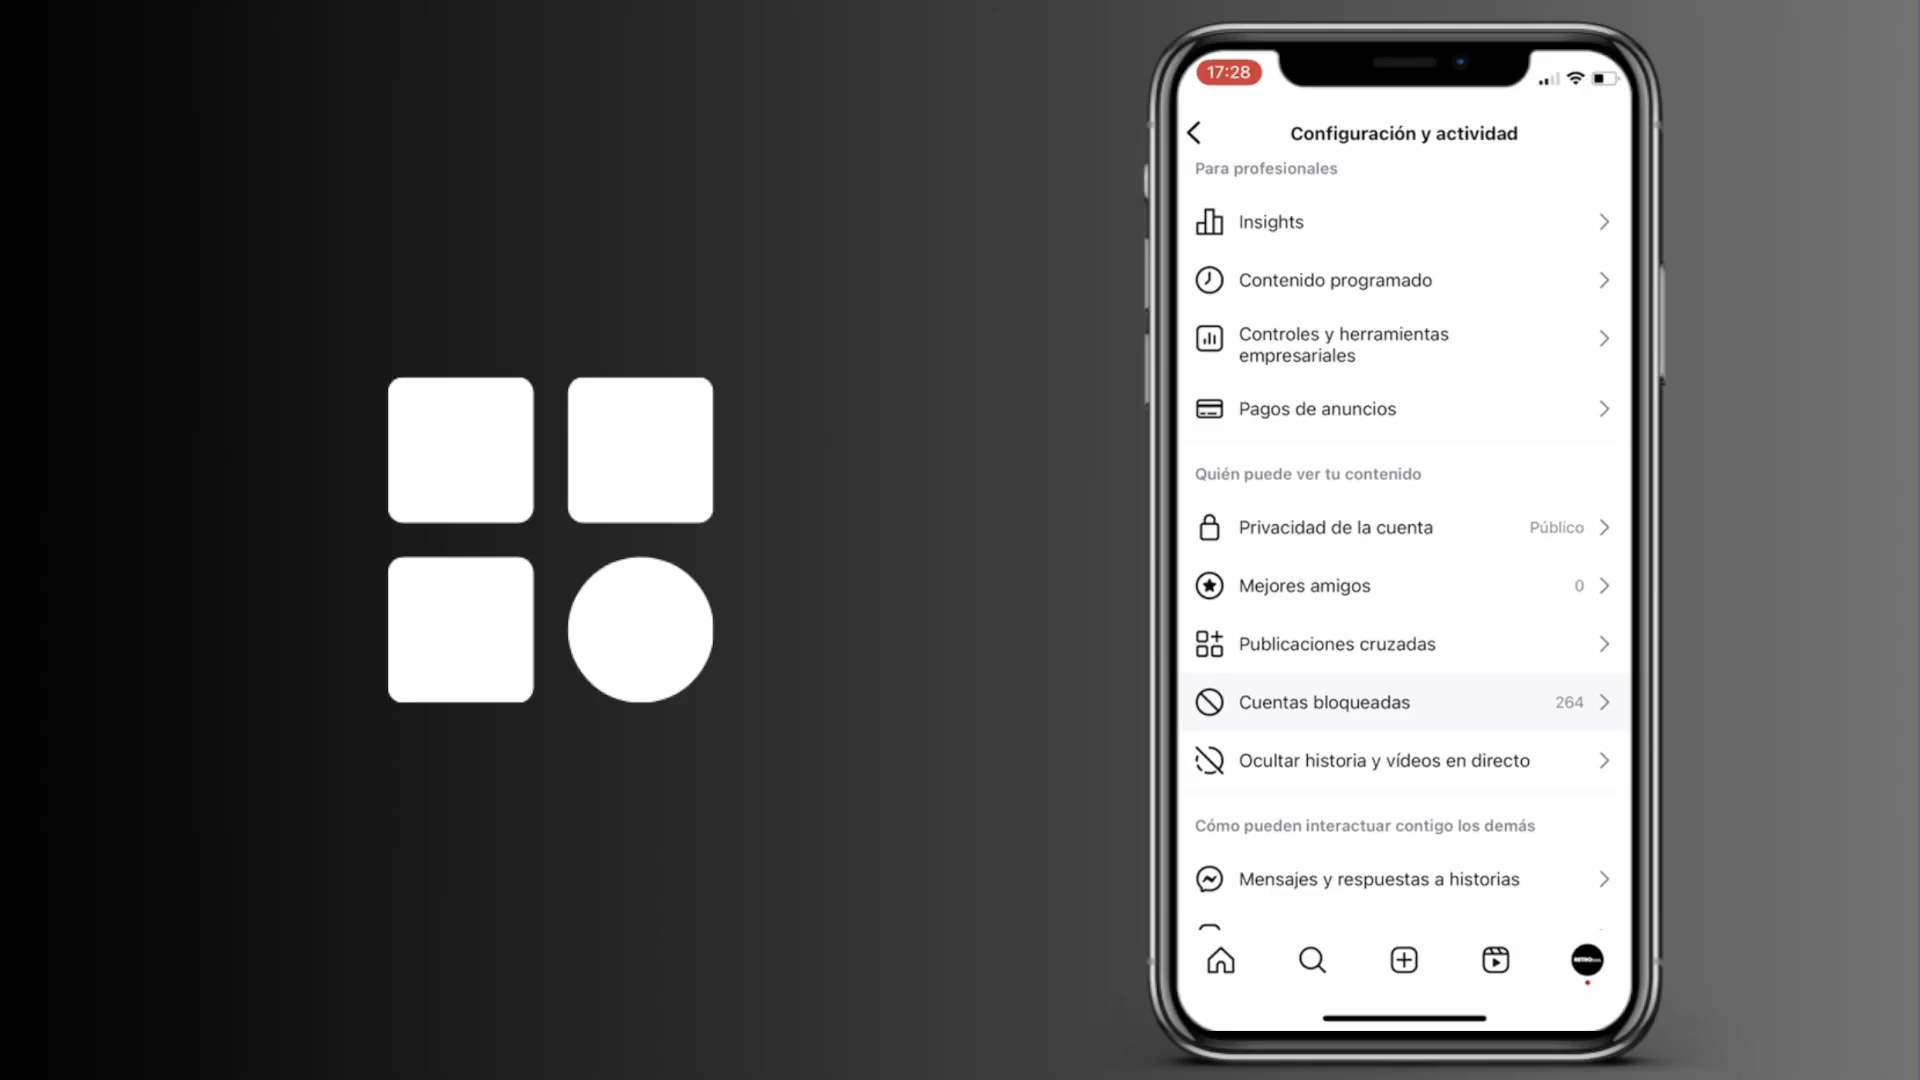 17:28
Configuración y actividad
Para profesionales
Insights
Contenido programado
Controles y herramientas
empresariales
Pagos de anuncios
Quién puede ver tu contenido
Privacidad de la cuenta Público
Mejores amigos 0
Publicaciones cruzadas
Cuentas bloqueadas 264
Ocultar historia y vídeos en directo
Cómo pueden interactuar contigo los demás
Mensajes y respuestas a historias